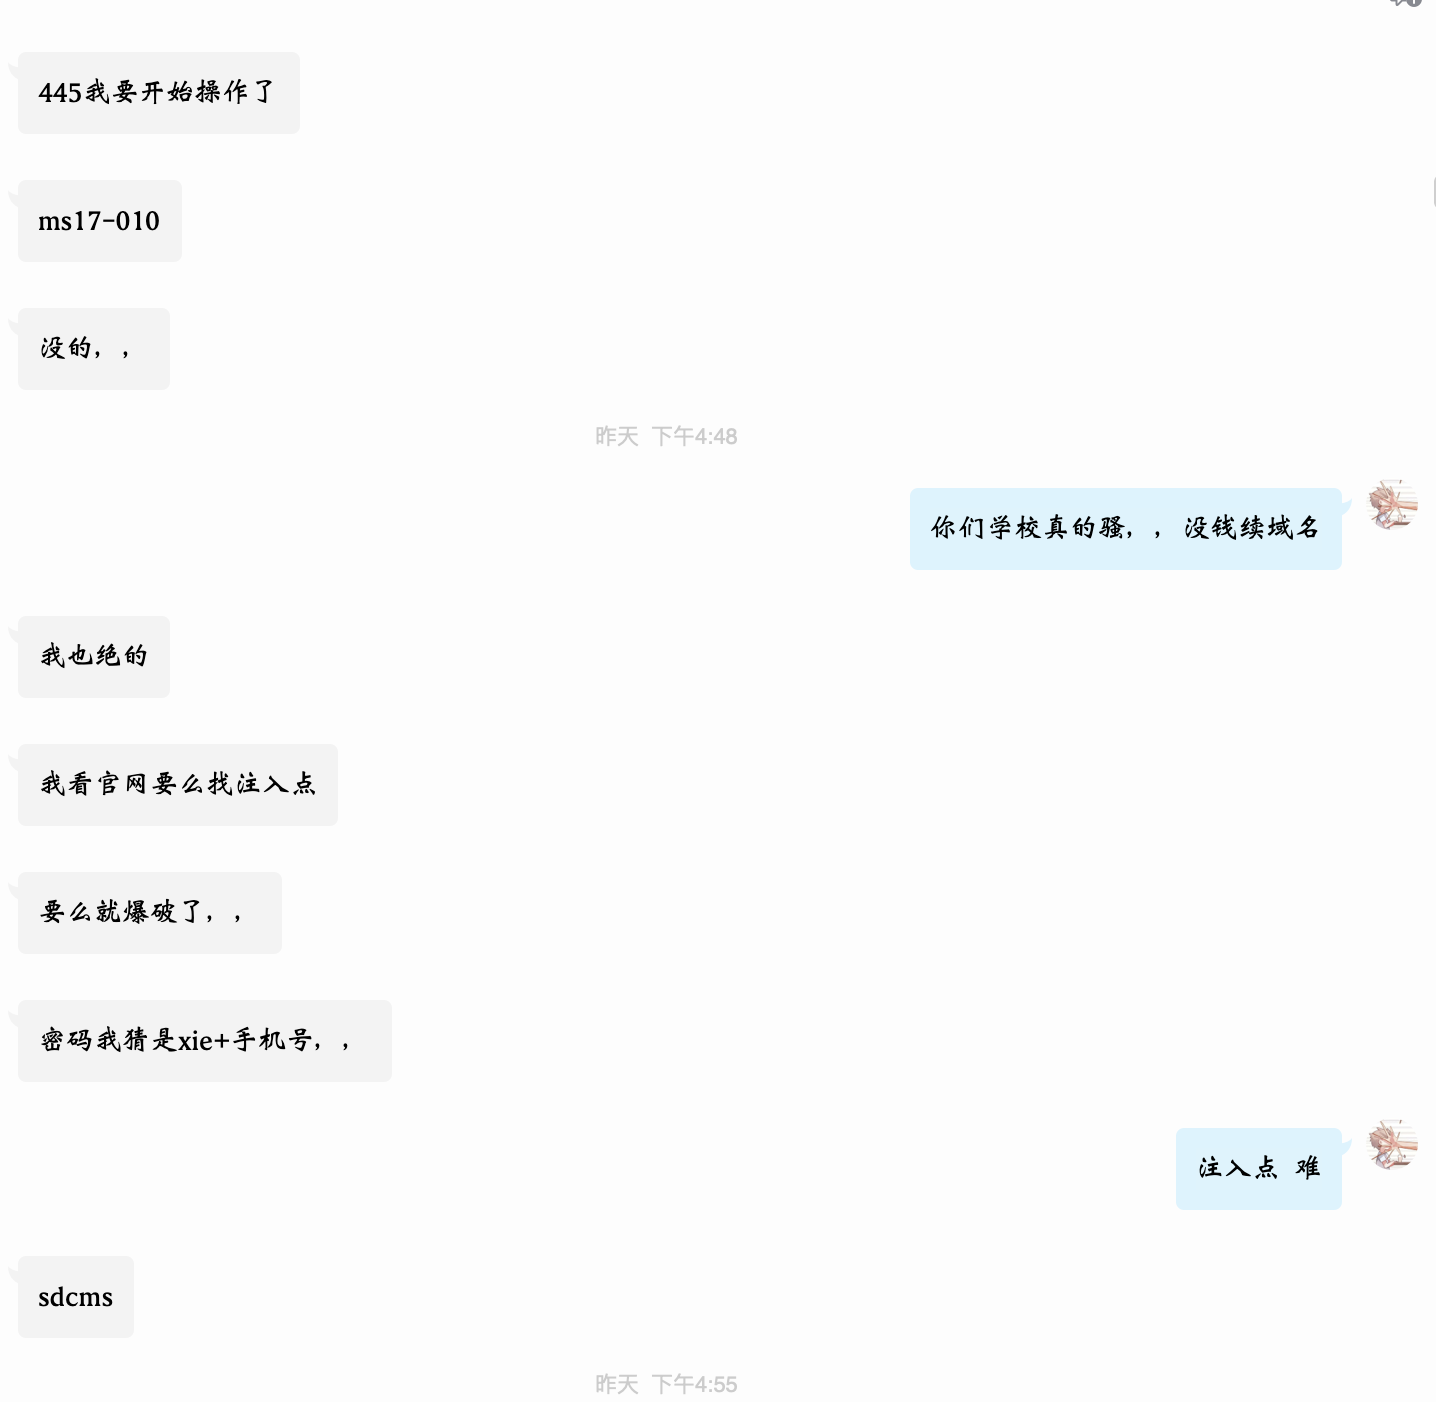 445我要开始操作了
ms17-010
没的，，
昨天 下午4:48
你们学校真的骚，，没钱续域名
我也绝的
我看官网要么找注入点
要么就爆破了，，
密码我猜是xie+手机号，，
注入点 难
sdcms
昨天 下午4:55